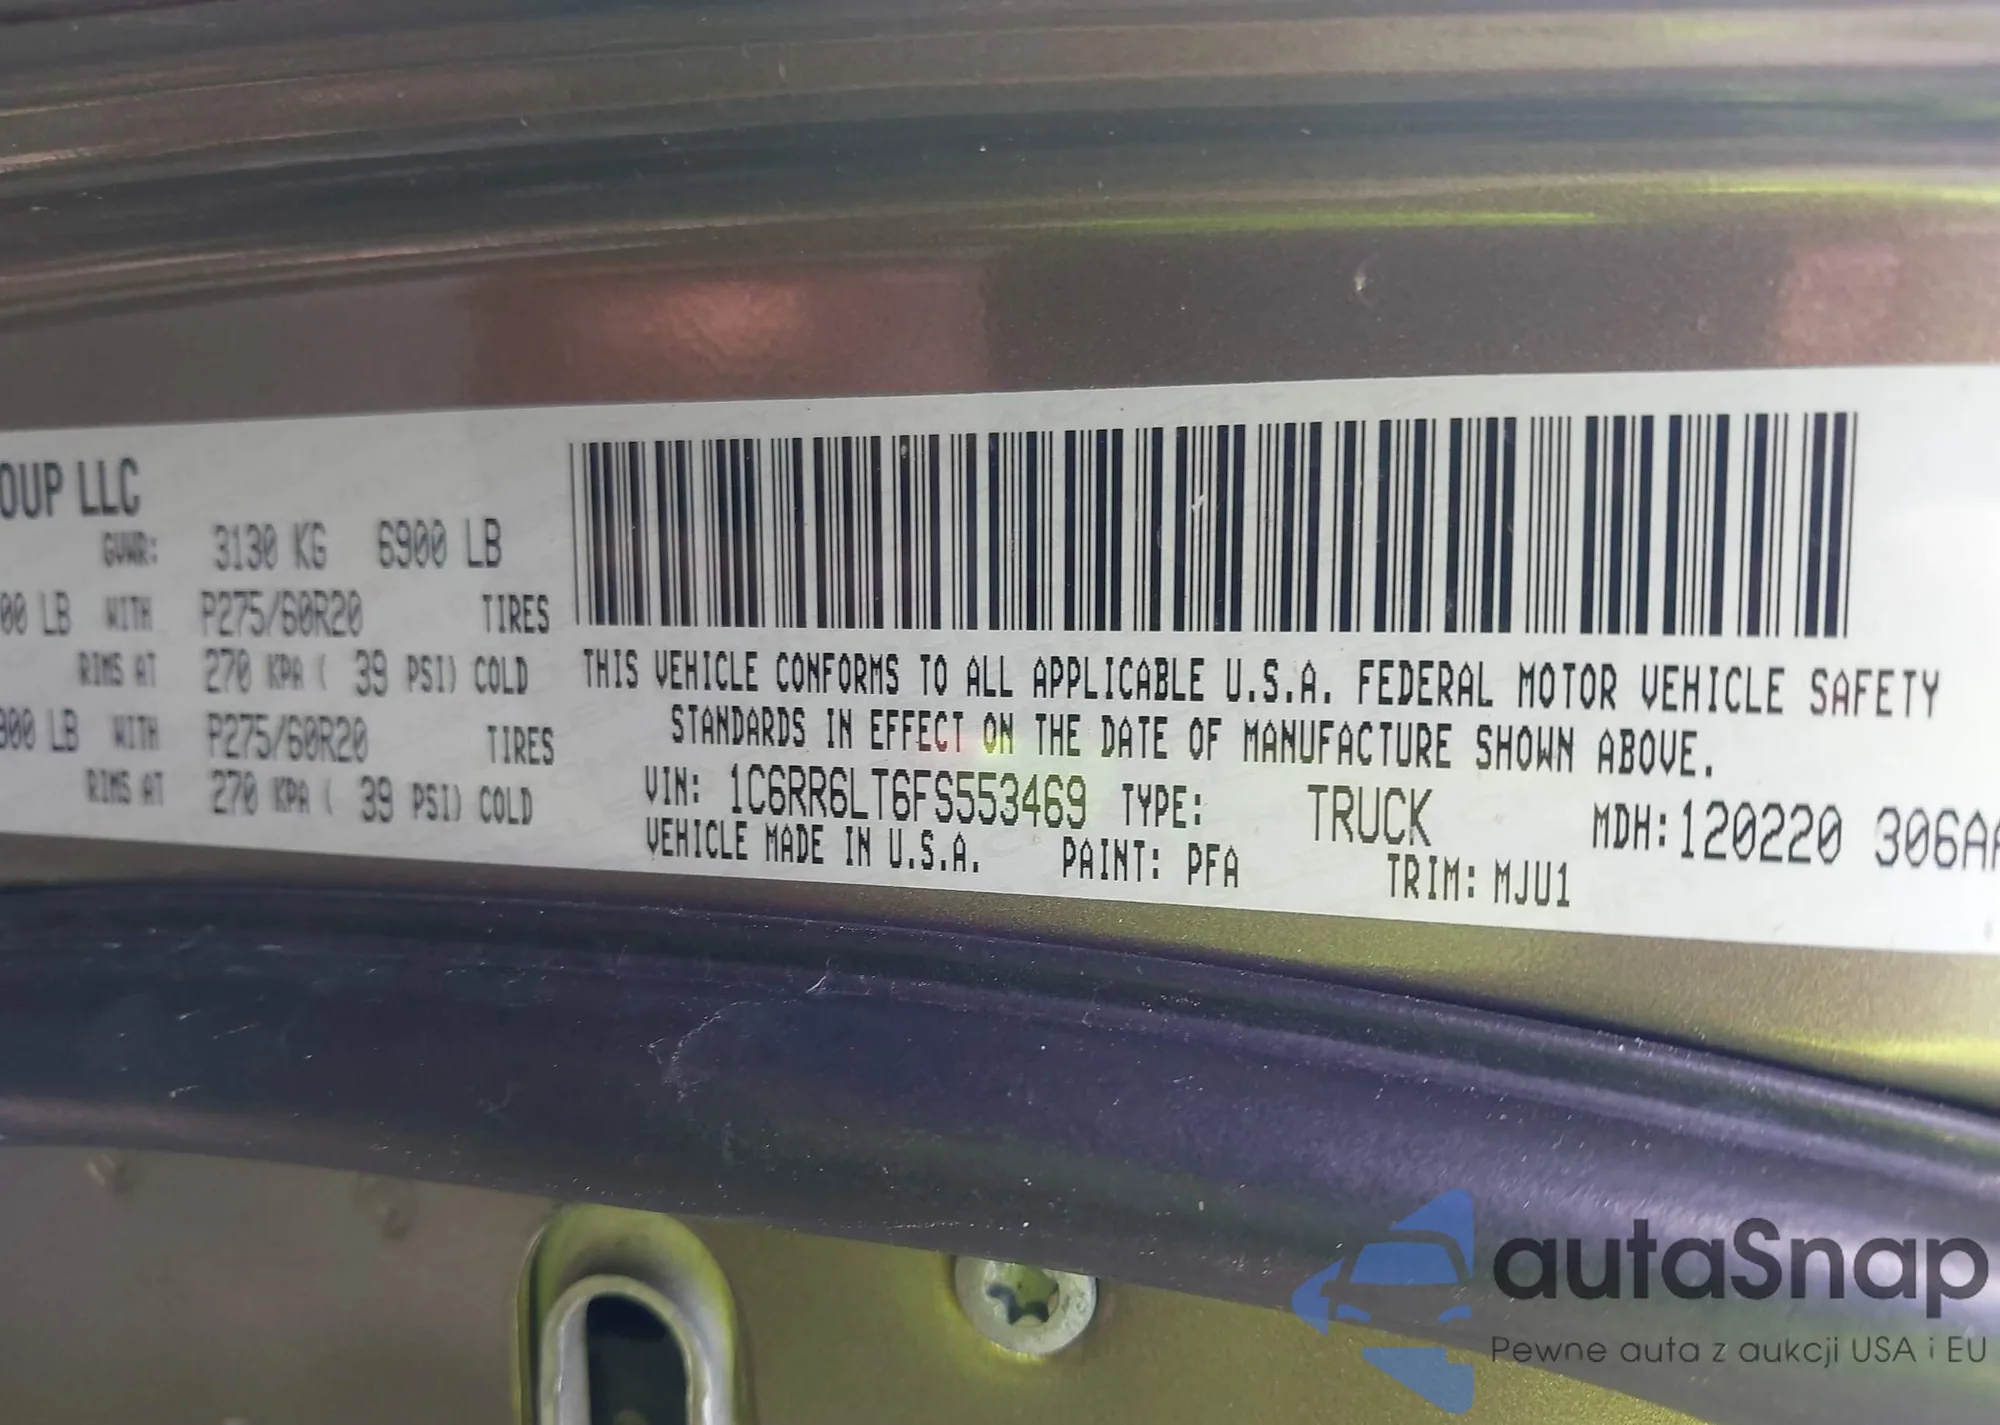 OUP LLC
GVWR: 3130 KG 6900 LB
00 LB WITH P275/60R20 TIRES
RIMS AT 270 KPA ( 39 PSI) COLD
900 LB WITH P275/60R20 TIRES
RIMS AT 270 KPA ( 39 PSI) COLD
THIS VEHICLE CONFORMS TO ALL APPLICABLE U.S.A. FEDERAL MOTOR VEHICLE SAFETY
STANDARDS IN EFFECT ON THE DATE OF MANUFACTURE SHOWN ABOVE.
VIN: 1C6RR6LT6FS553469 TYPE: TRUCK MDH: 120220 306AA
VEHICLE MADE IN U.S.A. PAINT: PFA TRIM: MJU1
autaSnap
Pewne auta z aukcji USA i EU